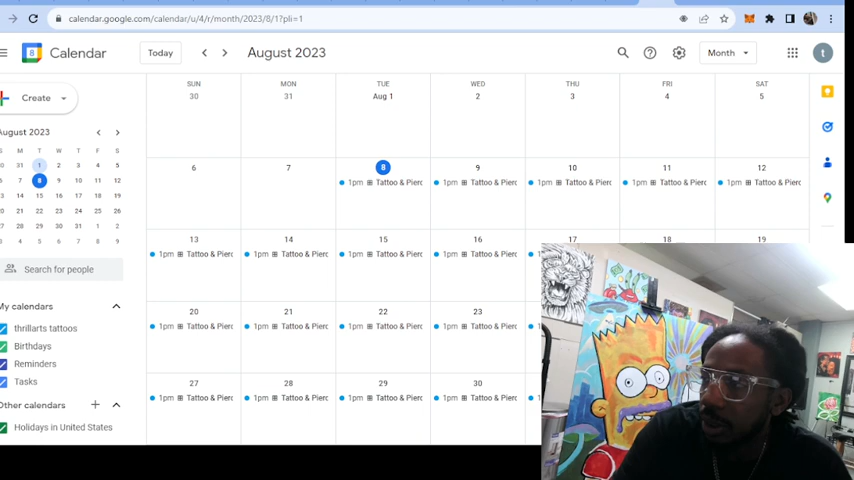 calendar.google.com/calendar/u/4/r/month/2023/8/1?pli=1
8 Calendar Today August 2023 Month t
Create
August 2023
S M T W T F S
30 31 1 2 3 4 5
6 7 8 9 10 11 12
13 14 15 16 17 18 19
20 21 22 23 24 25 26
27 28 29 30 31 1 2
3 4 5 6 7 8 9
Search for people
My calendars
thrillarts tattoos
Birthdays
Reminders
Tasks
Other calendars
Holidays in United States
SUN MON TUE WED THU FRI SAT
30 31 Aug 1 2 3 4 5
6 7 8 9 10 11 12
1pm Tattoo & Pierc 1pm Tattoo & Pierc 1pm Tattoo & Pierc 1pm Tattoo & Pierc 1pm Tattoo & Pierc
13 14 15 16 17 18 19
1pm Tattoo & Pierc 1pm Tattoo & Pierc 1pm Tattoo & Pierc 1pm Tattoo & Pierc
20 21 22 23
1pm Tattoo & Pierc 1pm Tattoo & Pierc 1pm Tattoo & Pierc 1pm Tattoo & Pierc
27 28 29 30
1pm Tattoo & Pierc 1pm Tattoo & Pierc 1pm Tattoo & Pierc 1pm Tattoo & Pierc